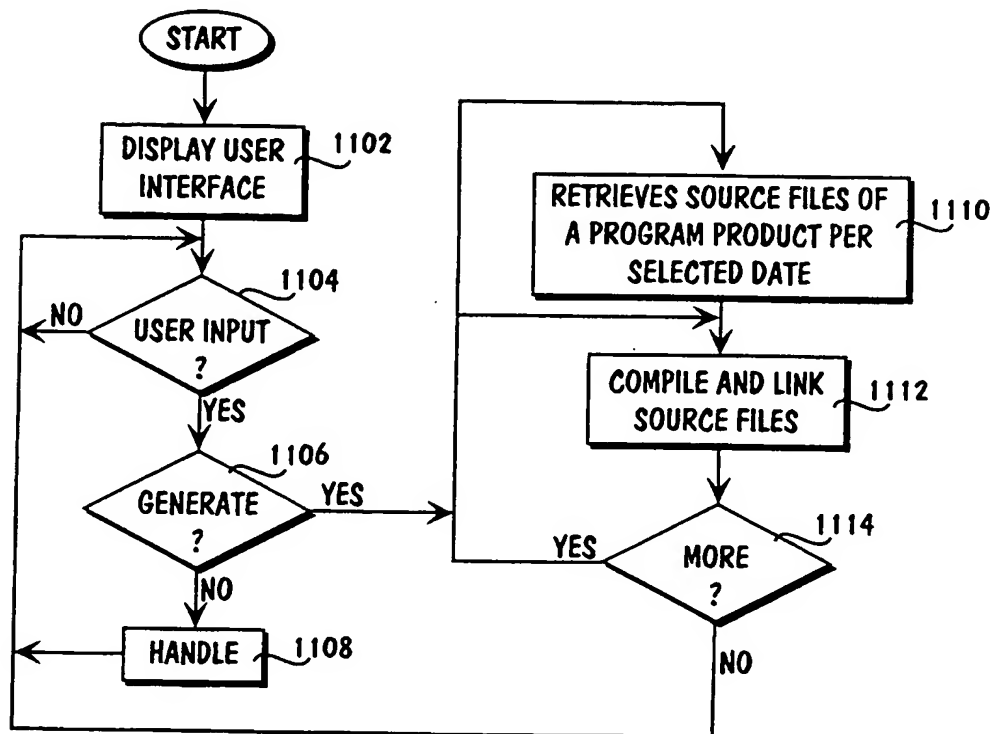 START
DISPLAY USER
INTERFACE
1102
1104
NO
USER INPUT
?
YES
1106
GENERATE
?
YES
NO
HANDLE
1108
RETRIEVES SOURCE FILES OF
A PROGRAM PRODUCT PER
SELECTED DATE
1110
COMPILE AND LINK
SOURCE FILES
1112
1114
YES
MORE
?
NO